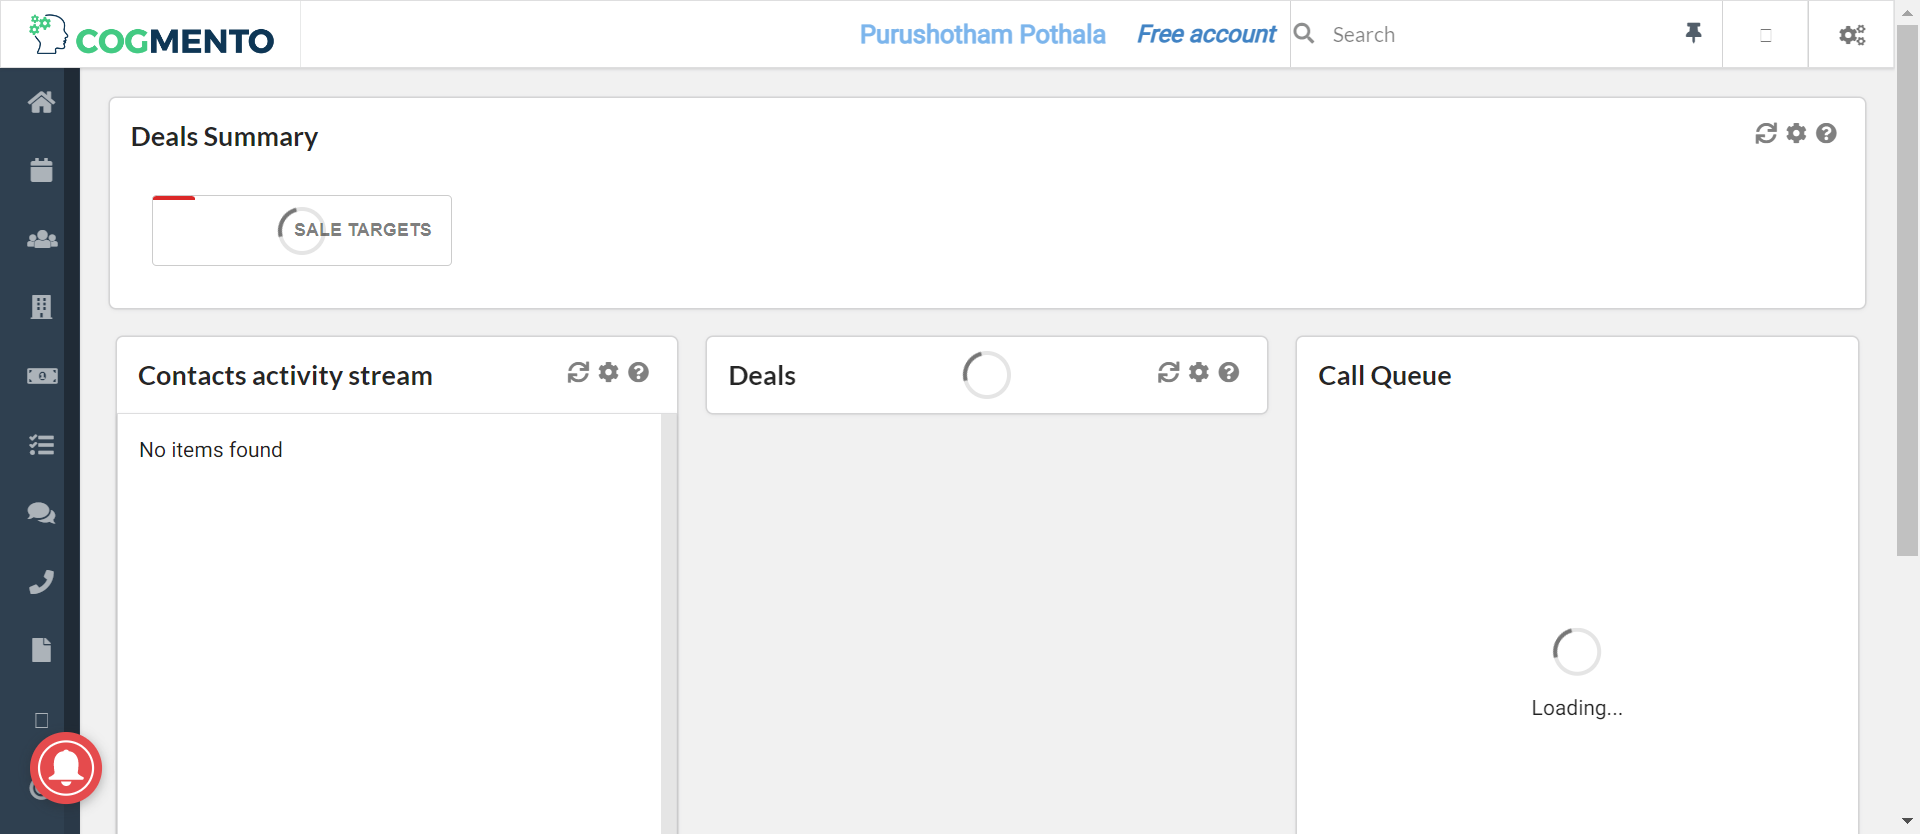 COGMENTO
Purushotham Pothala
Free account
Search
Deals Summary
SALE TARGETS
Contacts activity stream
Deals
Call Queue
No items found
Loading...